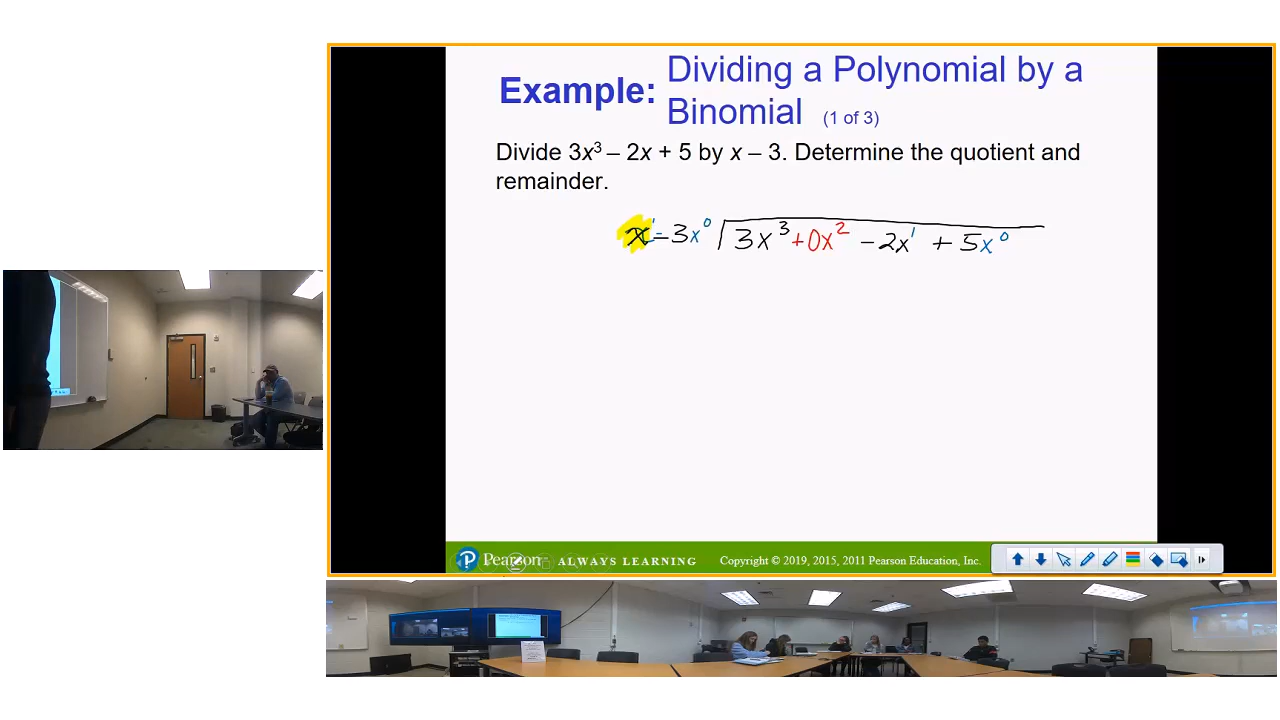 Example: Dividing a Polynomial by a
Binomial (1 of 3)
Divide 3x³ – 2x + 5 by x – 3. Determine the quotient and
remainder.
x¹ – 3x⁰ 3x³ + 0x² – 2x¹ + 5x⁰
Pearson ALWAYS LEARNING Copyright © 2019, 2015, 2011 Pearson Education, Inc.